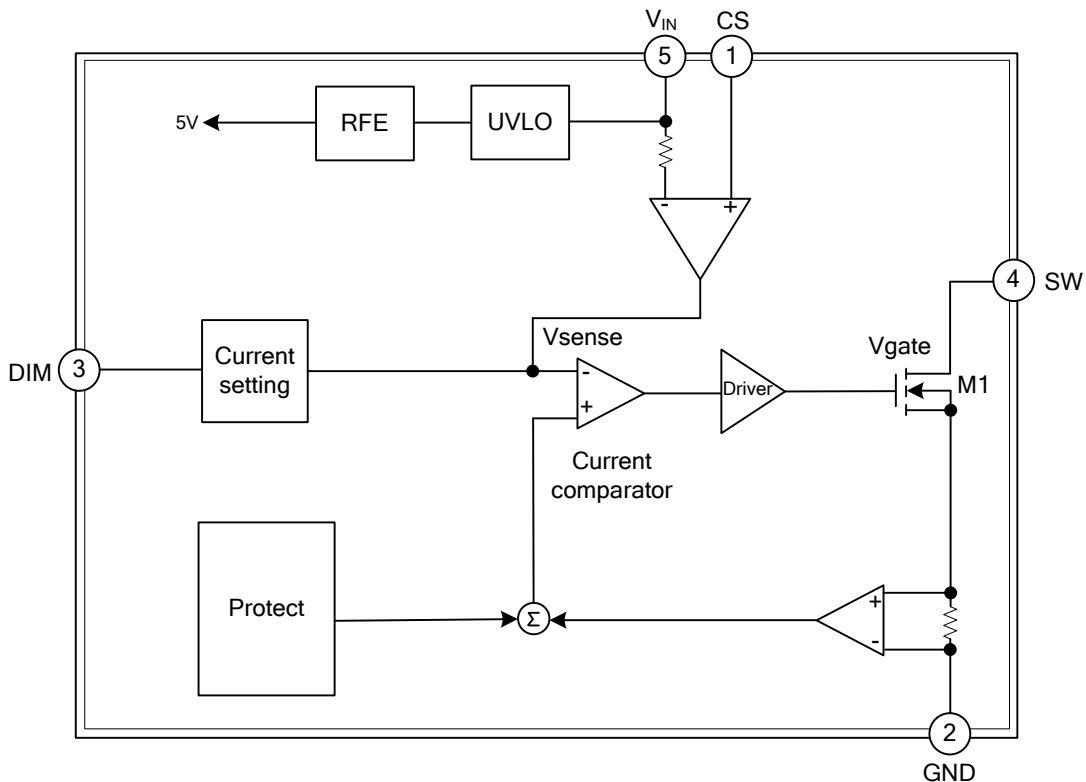 V_IN CS
5 1
5V RFE UVLO
- +
4 SW
Vsense
Vgate
DIM 3 Current
setting
-
+
Driver
M1
Current
comparator
Protect
Σ
+
-
2
GND